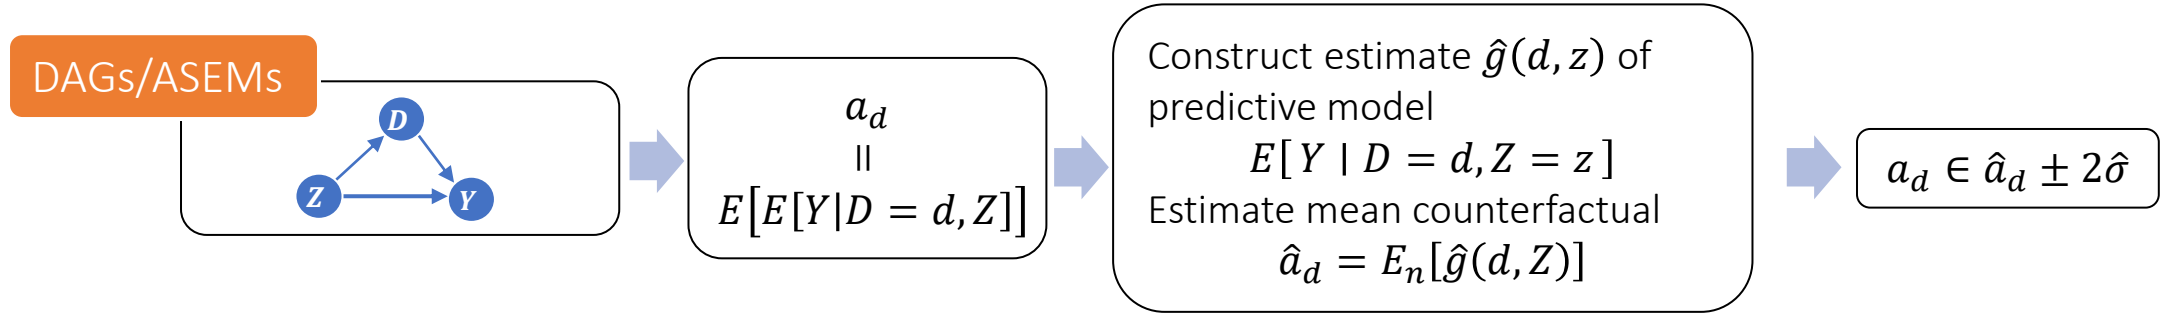 DAGs/ASEMs
D
Z
Y
a_d
=
E[E[Y|D = d, Z]]
Construct estimate ĝ(d, z) of
predictive model
E[ Y ∣ D = d, Z = z ]
Estimate mean counterfactual
â_d = E_n[ĝ(d, Z)]
a_d ∈ â_d ± 2σ̂